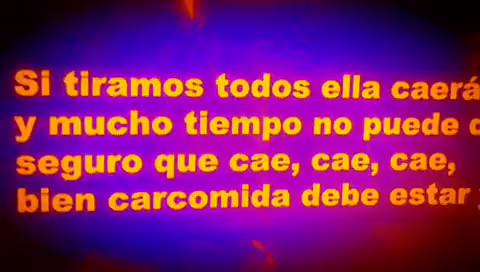 Si tiramos todos ella caerá
y mucho tiempo no puede
seguro que cae, cae, cae,
bien carcomida debe estar